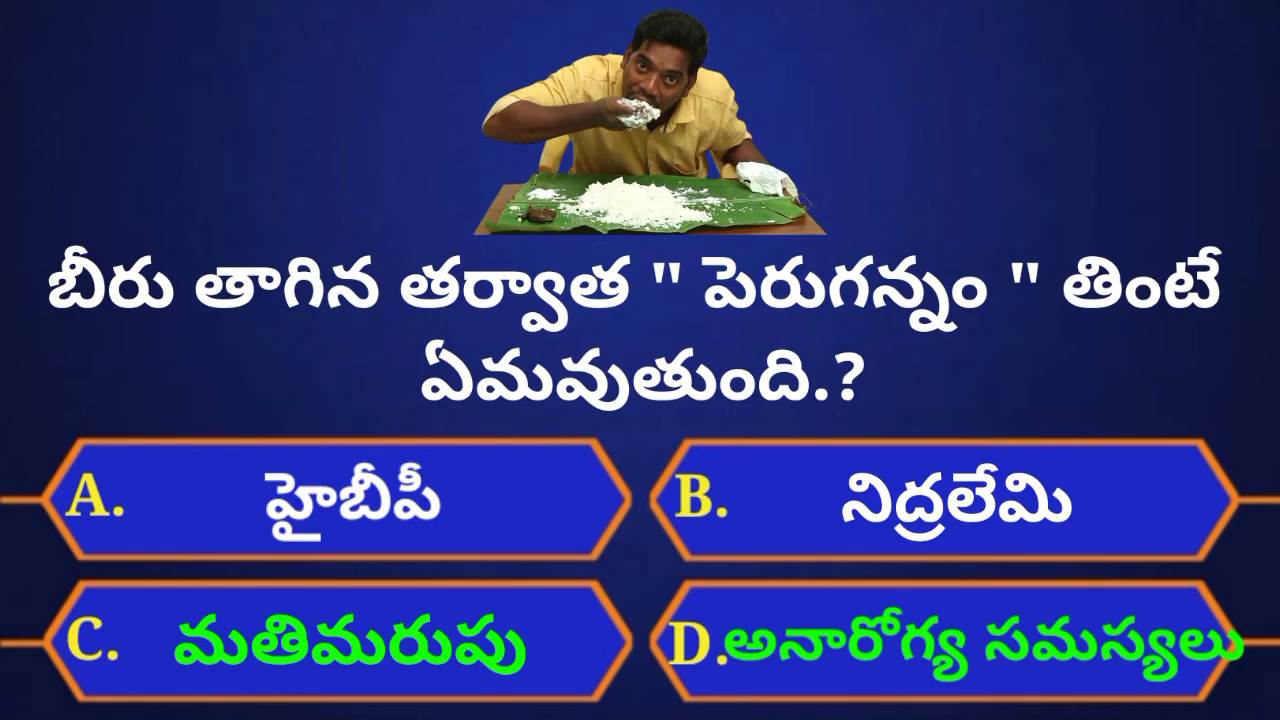 బీరు తాగిన తర్వాత " పెరుగన్నం " తింటే
ఏమవుతుంది.?
A. హైబీపీ
B. నిద్రలేమి
C. మతిమరుపు
D. అనారోగ్య సమస్యలు